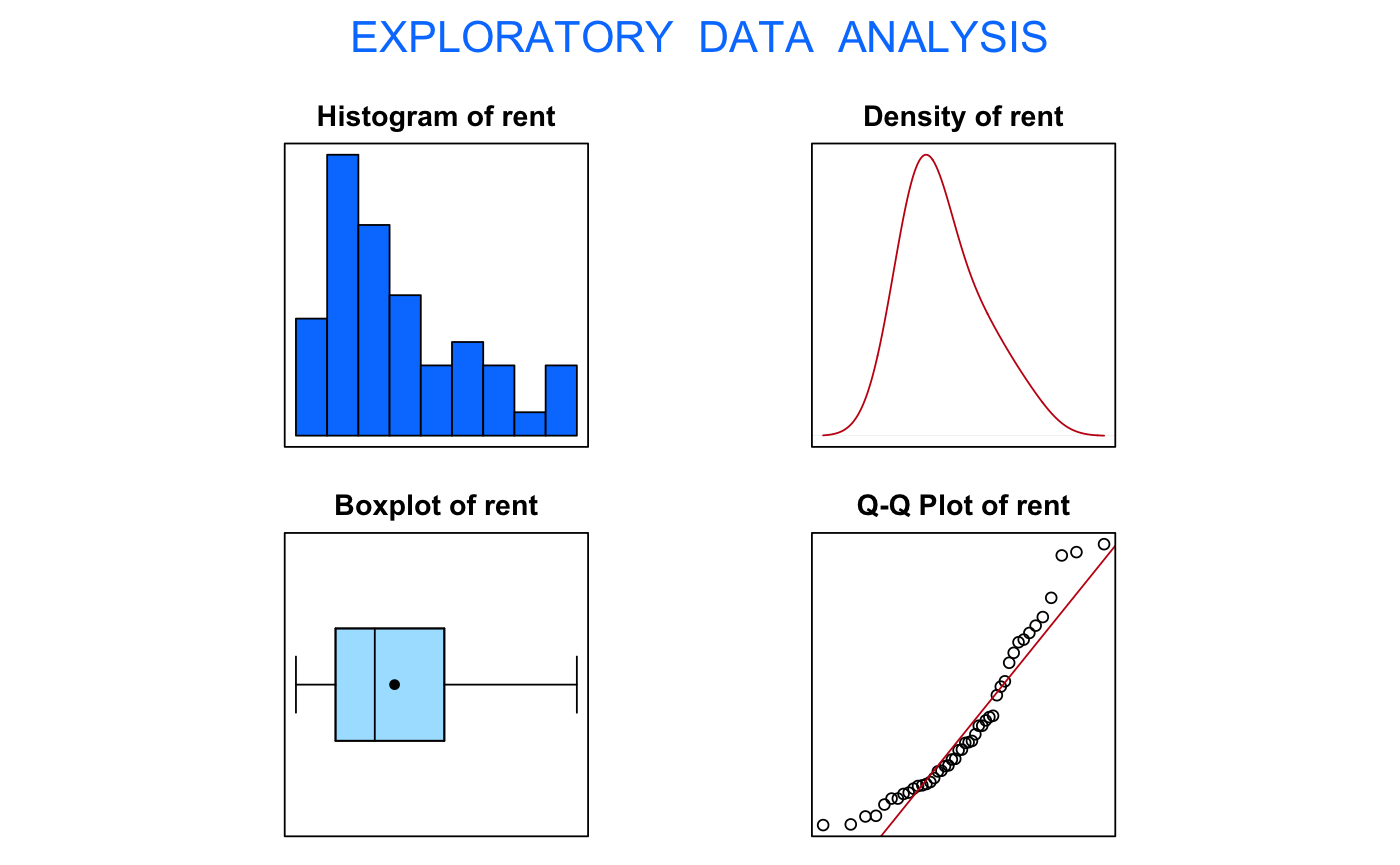 EXPLORATORY DATA ANALYSIS
Histogram of rent
Density of rent
Boxplot of rent
Q-Q Plot of rent